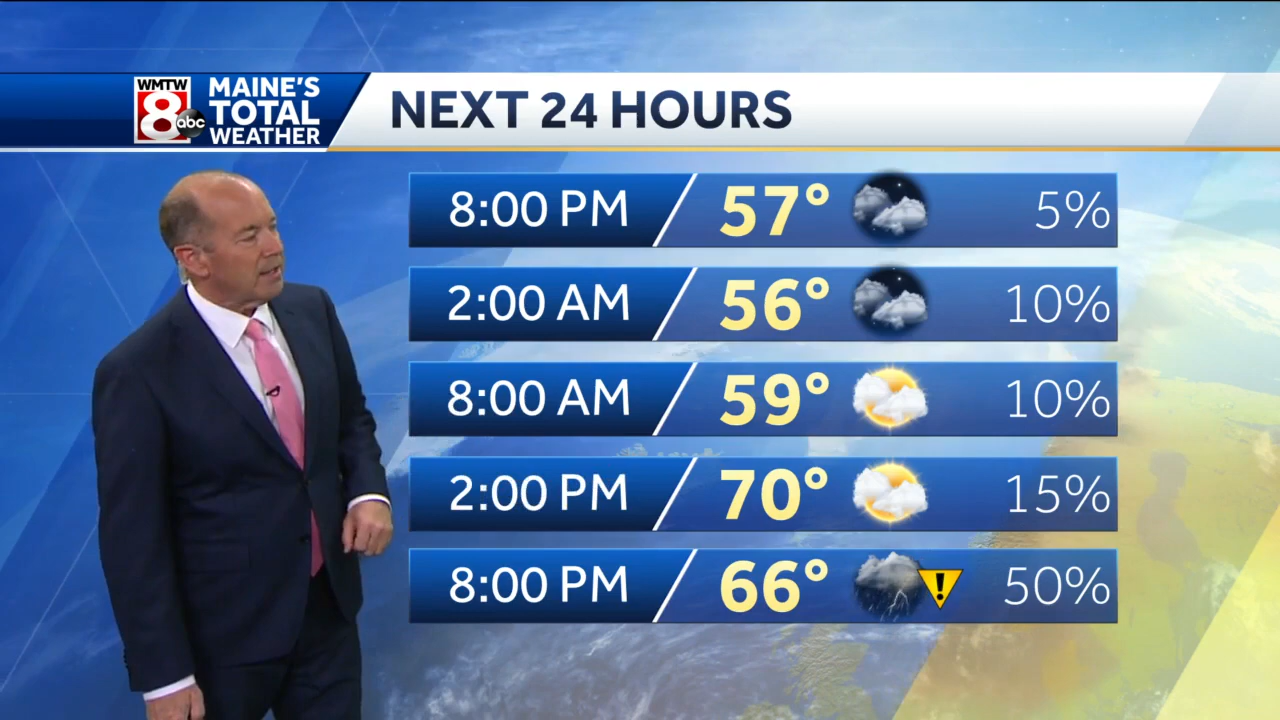 WMTW
8
abc
MAINE'S
TOTAL
WEATHER
NEXT 24 HOURS
8:00 PM 57° 5%
2:00 AM 56° 10%
8:00 AM 59° 10%
2:00 PM 70° 15%
8:00 PM 66° ! 50%